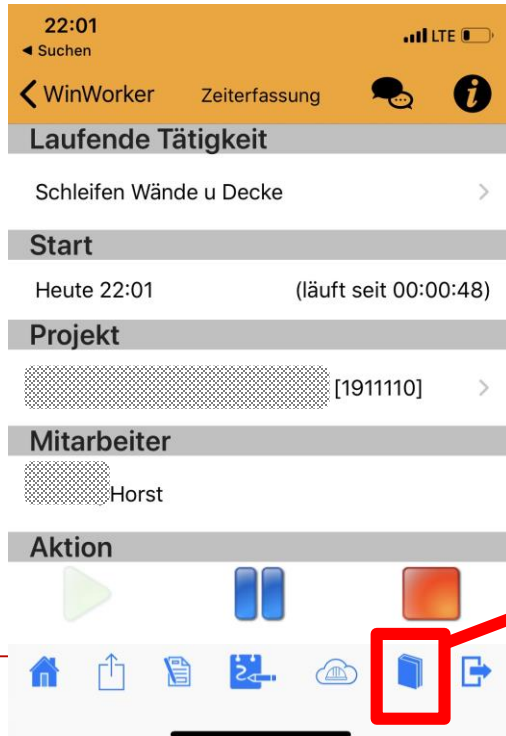 22:01
LTE
◀ Suchen
WinWorker Zeiterfassung
Laufende Tätigkeit
Schleifen Wände u Decke
Start
Heute 22:01 (läuft seit 00:00:48)
Projekt
[1911110]
Mitarbeiter
Horst
Aktion